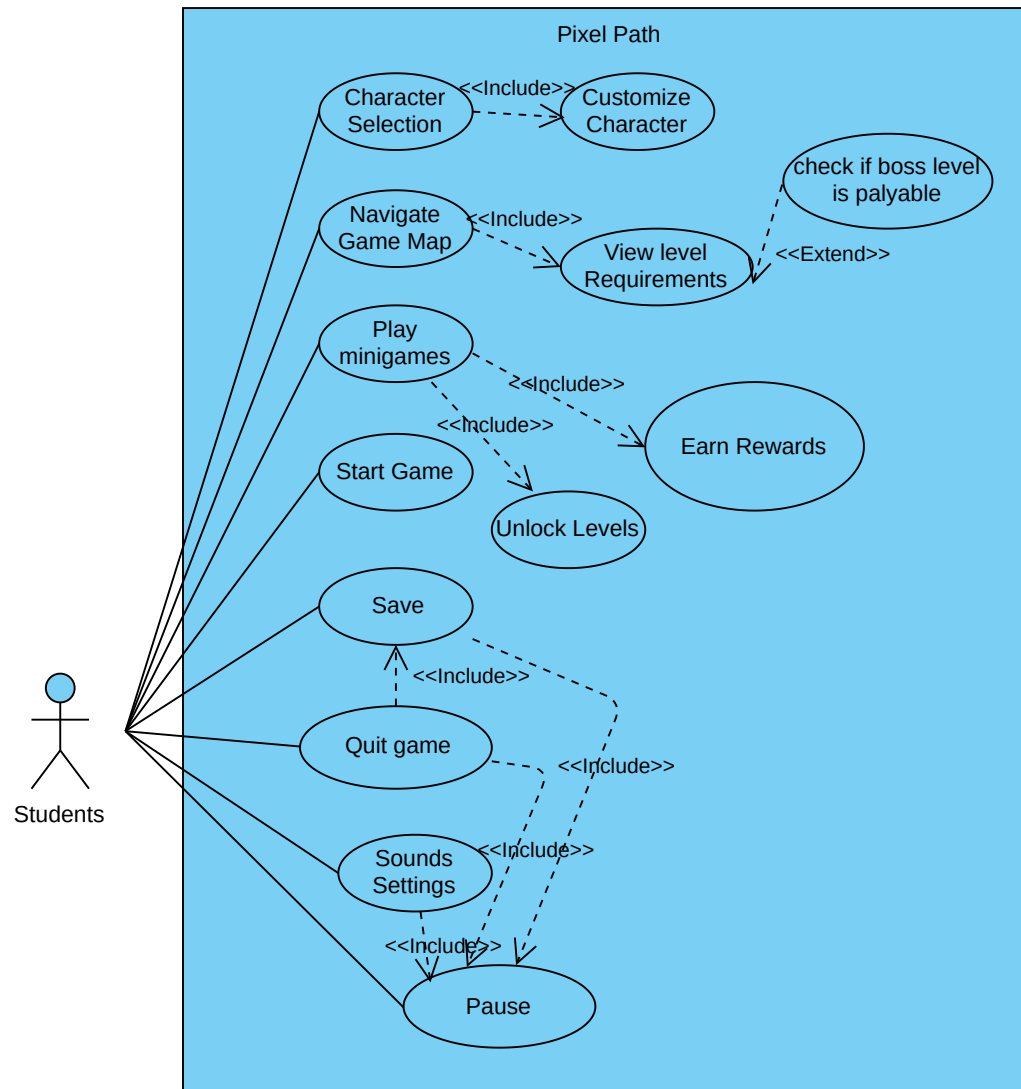 Pixel Path
Character
Selection
<<Include>>
Customize
Character
check if boss level
is palyable
Navigate
Game Map
<<Include>>
View level
Requirements
<<Extend>>
Play
minigames
<<Include>>
<<Include>>
Earn Rewards
Start Game
Unlock Levels
Save
<<Include>>
Quit game
<<Include>>
Students
Sounds
Settings
<<Include>>
<<Include>>
Pause